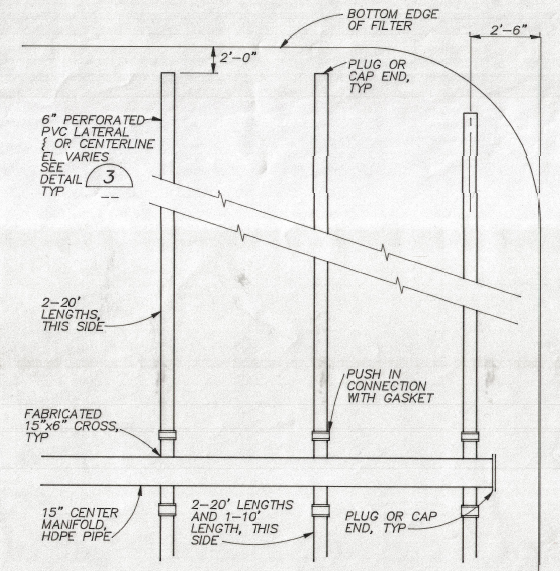 BOTTOM EDGE
OF FILTER
2'-6"
2'-0"
PLUG OR
CAP END,
TYP
6" PERFORATED
PVC LATERAL
OR CENTERLINE
EL VARIES
SEE
DETAIL
TYP
3
--
2-20'
LENGTHS,
THIS SIDE
PUSH IN
CONNECTION
WITH GASKET
FABRICATED
15"x6" CROSS,
TYP
15" CENTER
MANIFOLD,
HDPE PIPE
2-20' LENGTHS
AND 1-10'
LENGTH, THIS
SIDE
PLUG OR CAP
END, TYP